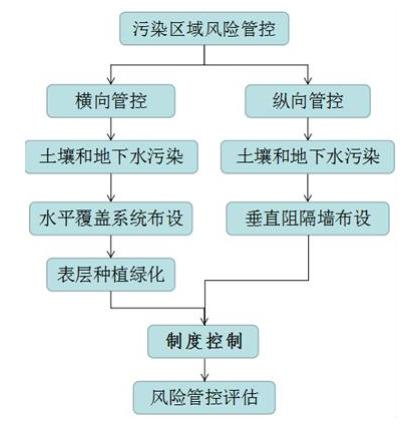 污染区域风险管控
横向管控
纵向管控
土壤和地下水污染
土壤和地下水污染
水平覆盖系统布设
垂直阻隔墙布设
表层种植绿化
制度控制
风险管控评估